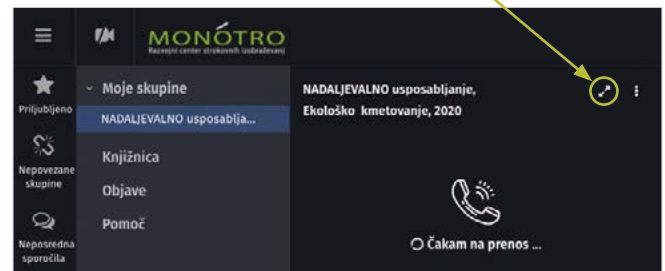 MONÓTRO
Razvojni center strokovnih izobraževanj
Priljubljeno
Nepovezane
skupine
Neposredna
sporočila
Moje skupine
NADALJEVALNO usposablja...
Knjižnica
Objave
Pomoč
NADALJEVALNO usposabljanje,
Ekološko kmetovanje, 2020
Čakam na prenos ...